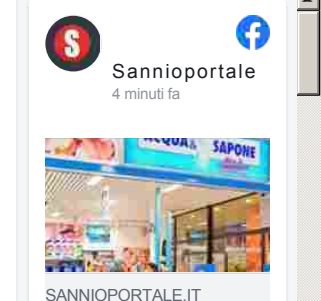 S
Sannioportale
4 minuti fa
ACQUA &
SAPONE
SANNIOPORTALE.IT